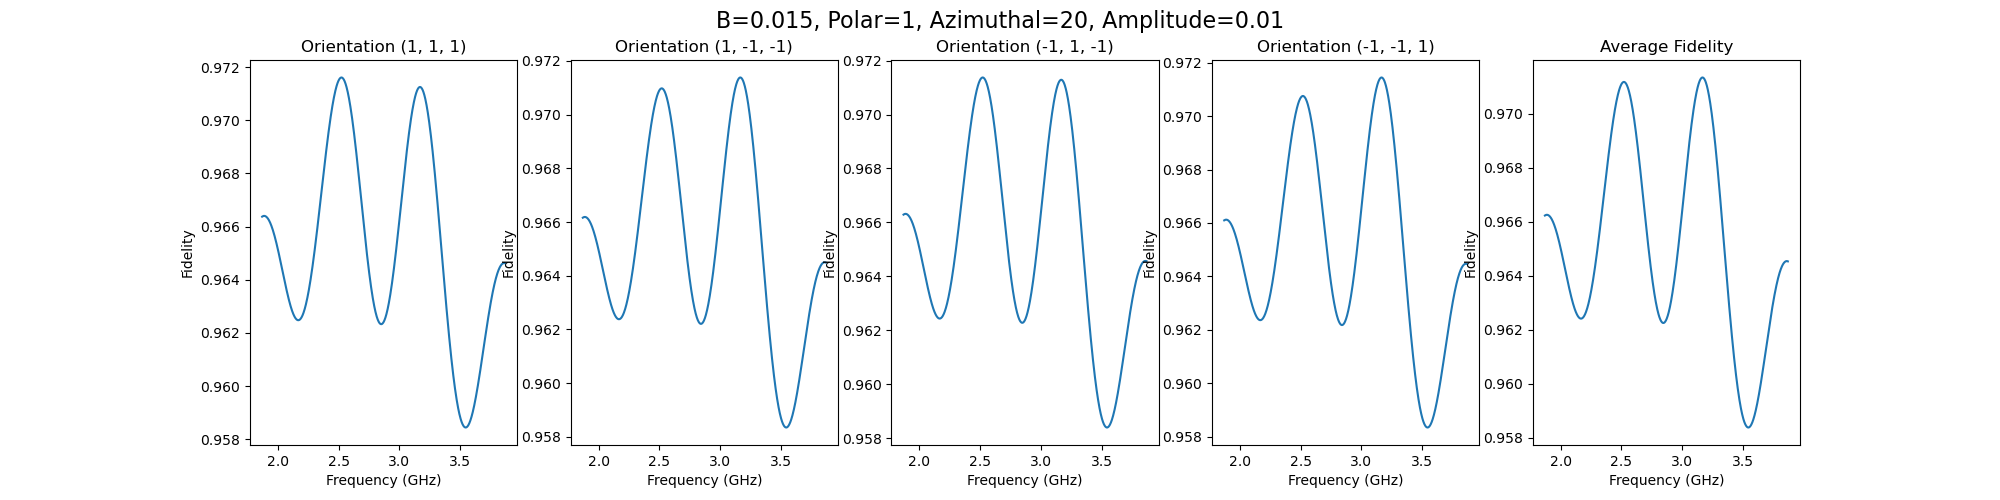 B=0.015, Polar=1, Azimuthal=20, Amplitude=0.01
Orientation (1, 1, 1)
0.972
0.970
0.968
0.966
0.964
0.962
0.960
0.958
Fidelity
2.0 2.5 3.0 3.5
Frequency (GHz)
Orientation (1, -1, -1)
0.972
0.970
0.968
0.966
0.964
0.962
0.960
0.958
Fidelity
2.0 2.5 3.0 3.5
Frequency (GHz)
Orientation (-1, 1, -1)
0.972
0.970
0.968
0.966
0.964
0.962
0.960
0.958
Fidelity
2.0 2.5 3.0 3.5
Frequency (GHz)
Orientation (-1, -1, 1)
0.972
0.970
0.968
0.966
0.964
0.962
0.960
0.958
Fidelity
2.0 2.5 3.0 3.5
Frequency (GHz)
Average Fidelity
0.970
0.968
0.966
0.964
0.962
0.960
0.958
Fidelity
2.0 2.5 3.0 3.5
Frequency (GHz)